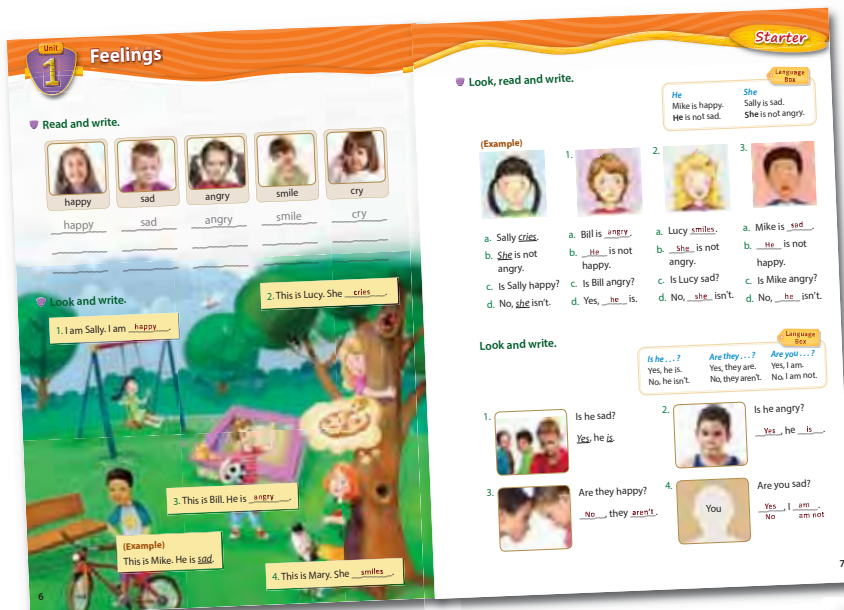 Unit
1
Feelings
Read and write.
happy
sad
angry
smile
cry
happy
sad
angry
smile
cry
Look and write.
2. This is Lucy. She cries.
1. I am Sally. I am happy.
3. This is Bill. He is angry.
(Example)
This is Mike. He is sad.
4. This is Mary. She smiles.
6
Starter
Look, read and write.
Language
Box
He
Mike is happy.
He is not sad.
She
Sally is sad.
She is not angry.
(Example)
a. Sally cries.
b. She is not
angry.
c. Is Sally happy?
d. No, she isn't.
1.
a. Bill is angry.
b. He is not
happy.
c. Is Bill angry?
d. Yes, he is.
2.
a. Lucy smiles.
b. She is not
angry.
c. Is Lucy sad?
d. No, she isn't.
3.
a. Mike is sad.
b. He is not
happy.
c. Is Mike angry?
d. No, he isn't.
Look and write.
Language
Box
Is he . . . ?
Yes, he is.
No, he isn't.
Are they . . . ?
Yes, they are.
No, they aren't.
Are you . . . ?
Yes, I am.
No, I am not.
1.
Is he sad?
Yes, he is.
2.
Is he angry?
Yes, he is.
3.
Are they happy?
No, they aren't.
4.
You
Are you sad?
Yes, I am.
No am not
7